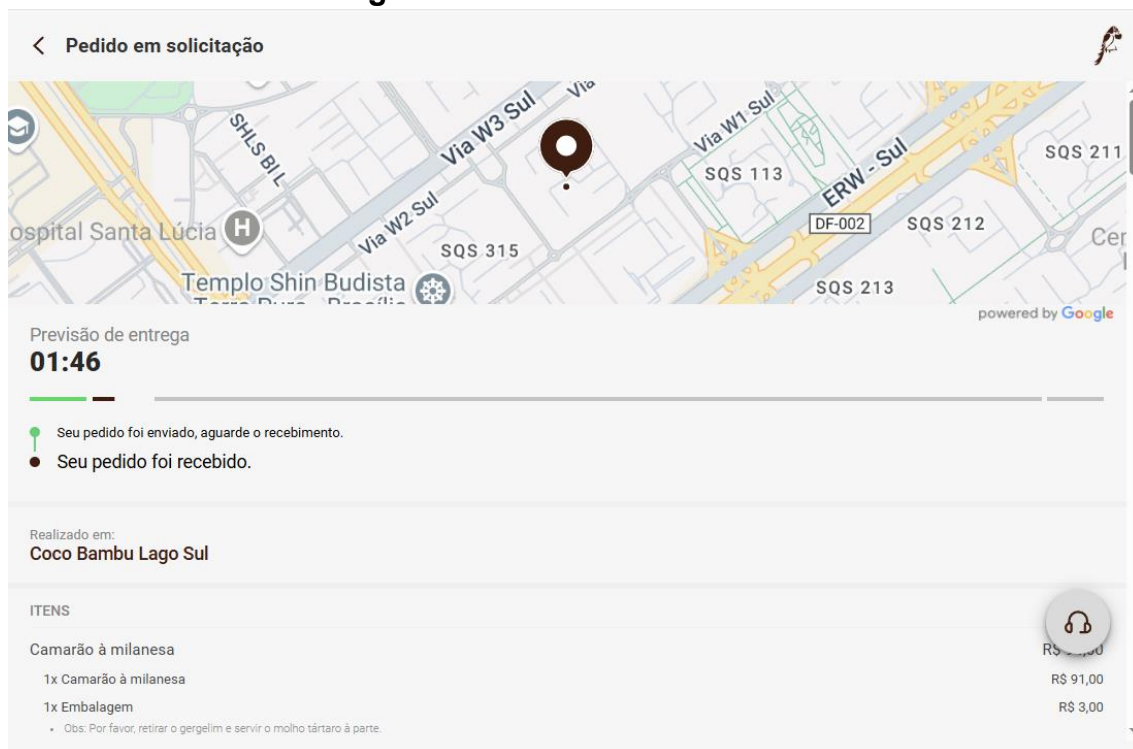 Pedido em solicitação
Via
Via W3 Sul
SHLS Bl L
Via W1 Sul
SQS 113
SQS 211
ERW - Sul
DF-002
SQS 212
ospital Santa Lúcia H
Via W2 Sul
SQS 315
Cer
Templo Shin Budista
SQS 213
powered by Google
Previsão de entrega
01:46
Seu pedido foi enviado, aguarde o recebimento.
Seu pedido foi recebido.
Realizado em:
Coco Bambu Lago Sul
ITENS
Camarão à milanesa R$
1x Camarão à milanesa R$ 91,00
1x Embalagem R$ 3,00
• Obs: Por favor, retirar o gergelim e servir o molho tártaro à parte.